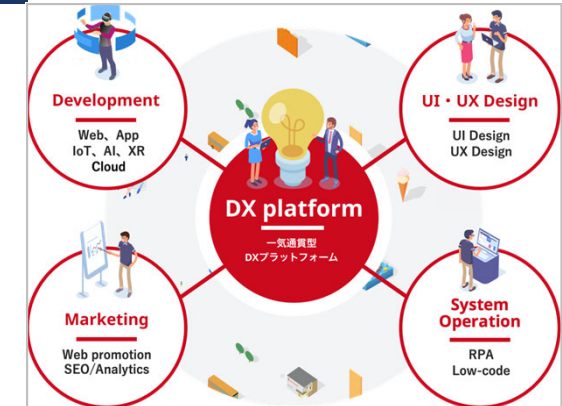 Development
Web、App
IoT、AI、XR
Cloud
UI・UX Design
UI Design
UX Design
DX platform
一気通貫型
DXプラットフォーム
Marketing
Web promotion
SEO/Analytics
System
Operation
RPA
Low-code